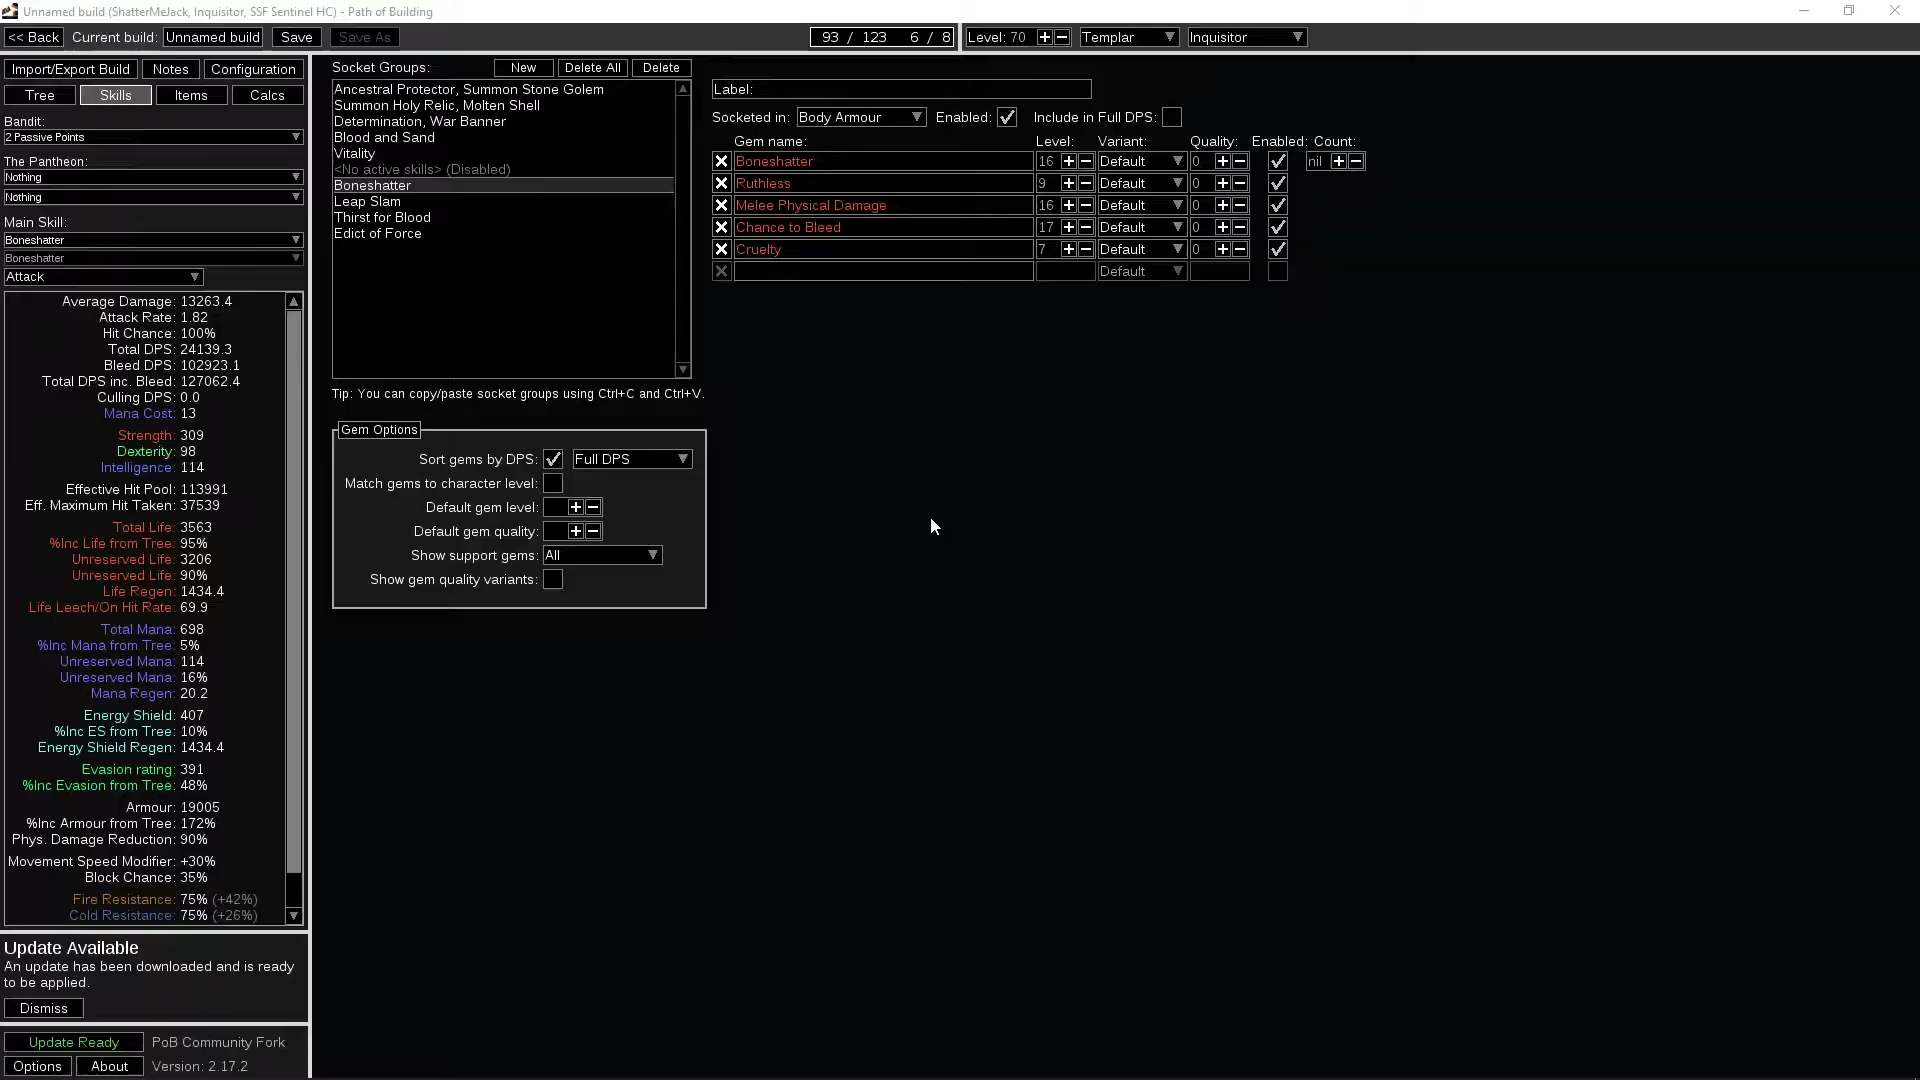 Unnamed build (ShatterMeJack, Inquisitor, SSF Sentinel HC) - Path of Building
<< Back Current build: Unnamed build Save Save As 93 / 123 6 / 8 Level: 70 Templar Inquisitor
Import/Export Build Notes Configuration
Tree Skills Items Calcs
Bandit:
2 Passive Points
The Pantheon:
Nothing
Nothing
Main Skill:
Boneshatter
Boneshatter
Attack
Average Damage: 13263.4
Attack Rate: 1.82
Hit Chance: 100%
Total DPS: 24139.3
Bleed DPS: 102923.1
Total DPS inc. Bleed: 127062.4
Culling DPS: 0.0
Mana Cost: 13
Strength: 309
Dexterity: 98
Intelligence: 114
Effective Hit Pool: 113991
Eff. Maximum Hit Taken: 37539
Total Life: 3563
%Inc Life from Tree: 95%
Unreserved Life: 3206
Unreserved Life: 90%
Life Regen: 1434.4
Life Leech/On Hit Rate: 69.9
Total Mana: 698
%Inc Mana from Tree: 5%
Unreserved Mana: 114
Unreserved Mana: 16%
Mana Regen: 20.2
Energy Shield: 407
%Inc ES from Tree: 10%
Energy Shield Regen: 1434.4
Evasion rating: 391
%Inc Evasion from Tree: 48%
Armour: 19005
%Inc Armour from Tree: 172%
Phys. Damage Reduction: 90%
Movement Speed Modifier: +30%
Block Chance: 35%
Fire Resistance: 75% (+42%)
Cold Resistance: 75% (+26%)
Update Available
An update has been downloaded and is ready
to be applied.
Dismiss
Update Ready PoB Community Fork
Options About Version: 2.17.2
Socket Groups: New Delete All Delete
Ancestral Protector, Summon Stone Golem
Summon Holy Relic, Molten Shell
Determination, War Banner
Blood and Sand
Vitality
<No active skills> (Disabled)
Boneshatter
Leap Slam
Thirst for Blood
Edict of Force
Tip: You can copy/paste socket groups using Ctrl+C and Ctrl+V.
Gem Options
Sort gems by DPS: Full DPS
Match gems to character level:
Default gem level:
Default gem quality:
Show support gems: All
Show gem quality variants:
Label:
Socketed in: Body Armour Enabled: Include in Full DPS:
Gem name: Level: Variant: Quality: Enabled: Count:
Boneshatter 16 Default 0 nil
Ruthless 9 Default 0
Melee Physical Damage 16 Default 0
Chance to Bleed 17 Default 0
Cruelty 7 Default 0
Default